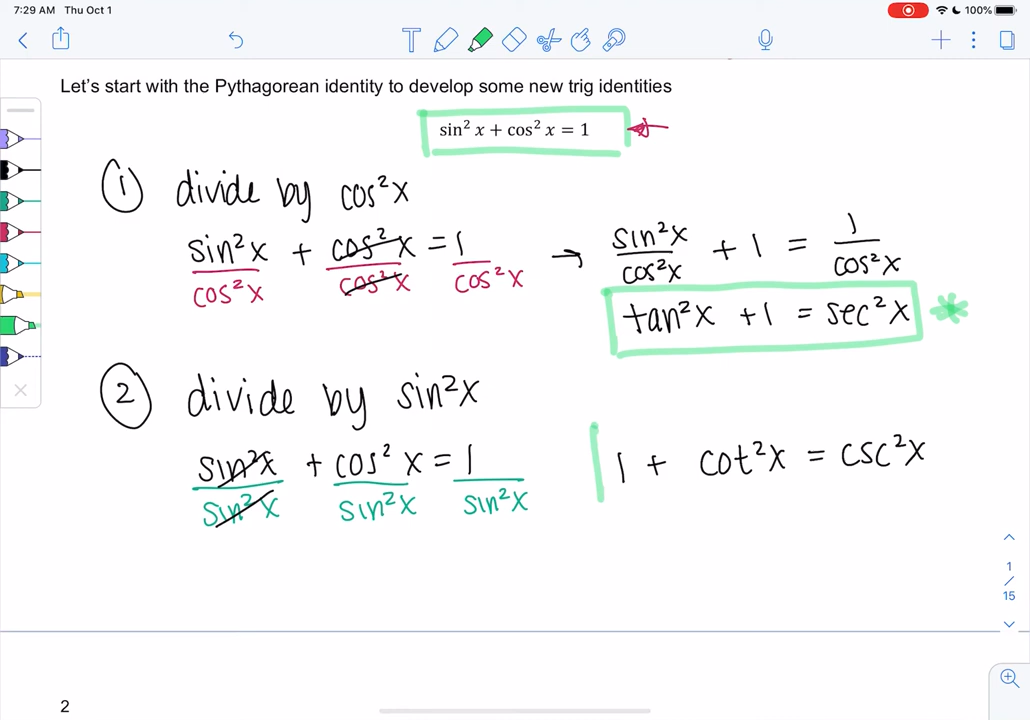 7:29 AM Thu Oct 1
100%
T
Let's start with the Pythagorean identity to develop some new trig identities
sin² x + cos² x = 1
① divide by cos²x
sin²x/cos²x + cos²x/cos²x = 1/cos²x → sin²x/cos²x + 1 = 1/cos²x
tan²x + 1 = sec²x *
② divide by sin²x
sin²x/sin²x + cos²x/sin²x = 1/sin²x
1 + cot²x = csc²x
1
/
15
2